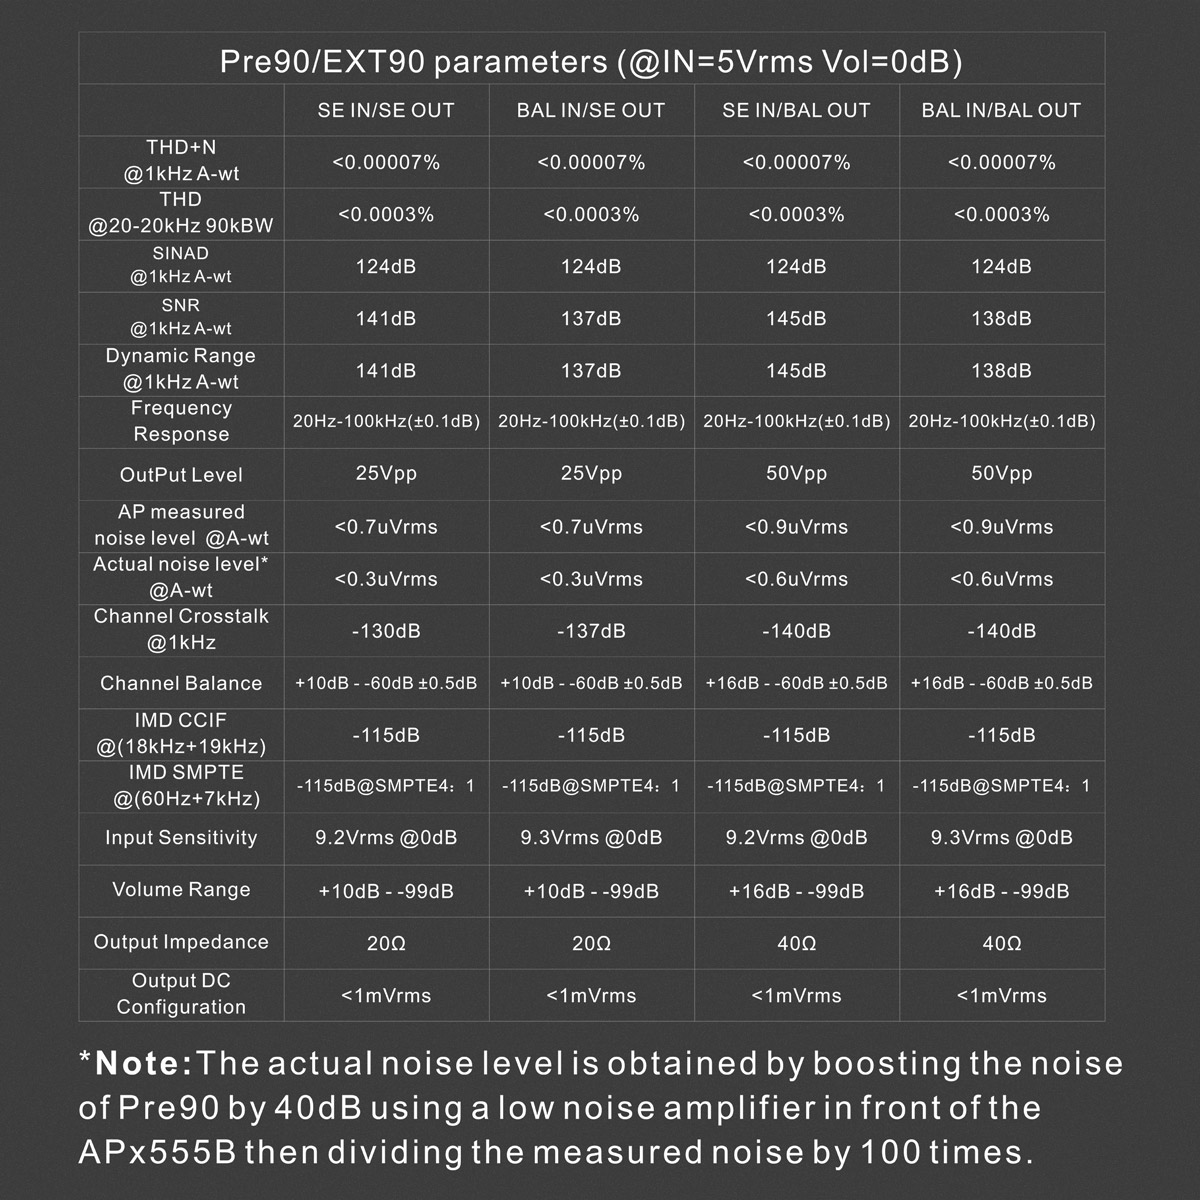 Pre90/EXT90 parameters (@IN=5Vrms Vol=0dB)
SE IN/SE OUT BAL IN/SE OUT SE IN/BAL OUT BAL IN/BAL OUT
THD+N
@1kHz A-wt
<0.00007% <0.00007% <0.00007% <0.00007%
THD
@20-20kHz 90kBW
<0.0003% <0.0003% <0.0003% <0.0003%
SINAD
@1kHz A-wt
124dB 124dB 124dB 124dB
SNR
@1kHz A-wt
141dB 137dB 145dB 138dB
Dynamic Range
@1kHz A-wt
141dB 137dB 145dB 138dB
Frequency
Response
20Hz-100kHz(±0.1dB) 20Hz-100kHz(±0.1dB) 20Hz-100kHz(±0.1dB) 20Hz-100kHz(±0.1dB)
OutPut Level 25Vpp 25Vpp 50Vpp 50Vpp
AP measured
noise level @A-wt
<0.7uVrms <0.7uVrms <0.9uVrms <0.9uVrms
Actual noise level*
@A-wt
<0.3uVrms <0.3uVrms <0.6uVrms <0.6uVrms
Channel Crosstalk
@1kHz
-130dB -137dB -140dB -140dB
Channel Balance +10dB - -60dB ±0.5dB +10dB - -60dB ±0.5dB +16dB - -60dB ±0.5dB +16dB - -60dB ±0.5dB
IMD CCIF
@(18kHz+19kHz)
-115dB -115dB -115dB -115dB
IMD SMPTE
@(60Hz+7kHz)
-115dB@SMPTE4：1 -115dB@SMPTE4：1 -115dB@SMPTE4：1 -115dB@SMPTE4：1
Input Sensitivity 9.2Vrms @0dB 9.3Vrms @0dB 9.2Vrms @0dB 9.3Vrms @0dB
Volume Range +10dB - -99dB +10dB - -99dB +16dB - -99dB +16dB - -99dB
Output Impedance 20Ω 20Ω 40Ω 40Ω
Output DC
Configuration
<1mVrms <1mVrms <1mVrms <1mVrms
*Note:The actual noise level is obtained by boosting the noise
of Pre90 by 40dB using a low noise amplifier in front of the
APx555B then dividing the measured noise by 100 times.